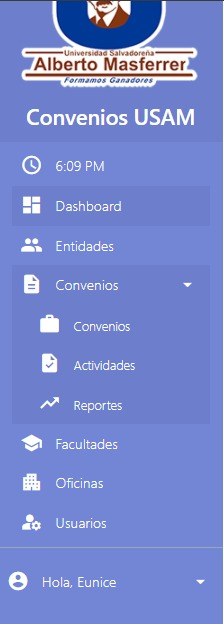 Universidad Salvadoreña
Alberto Masferrer
Formamos Ganadores
Convenios USAM
6:09 PM
Dashboard
Entidades
Convenios
Convenios
Actividades
Reportes
Facultades
Oficinas
Usuarios
Hola, Eunice